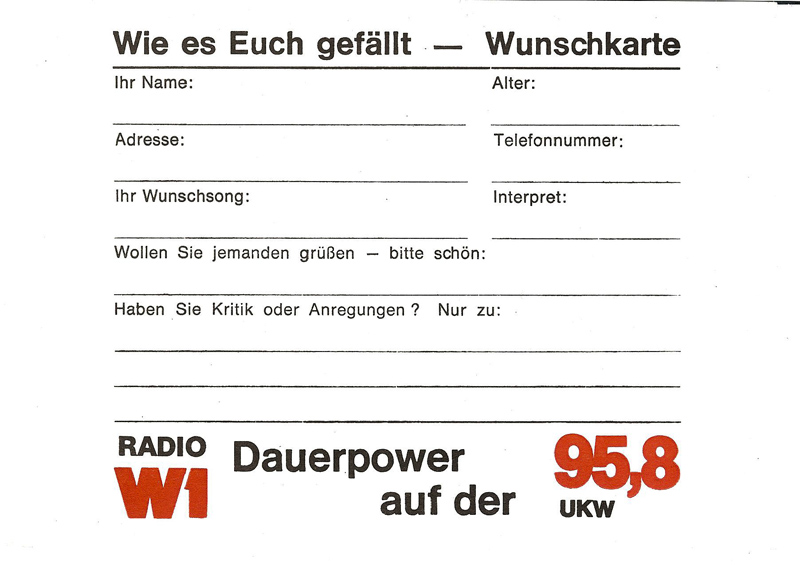 Wie es Euch gefällt — Wunschkarte
Ihr Name: Alter:
Adresse: Telefonnummer:
Ihr Wunschsong: Interpret:
Wollen Sie jemanden grüßen – bitte schön:
Haben Sie Kritik oder Anregungen ? Nur zu:
RADIO
W1
Dauerpower
auf der
95,8
UKW